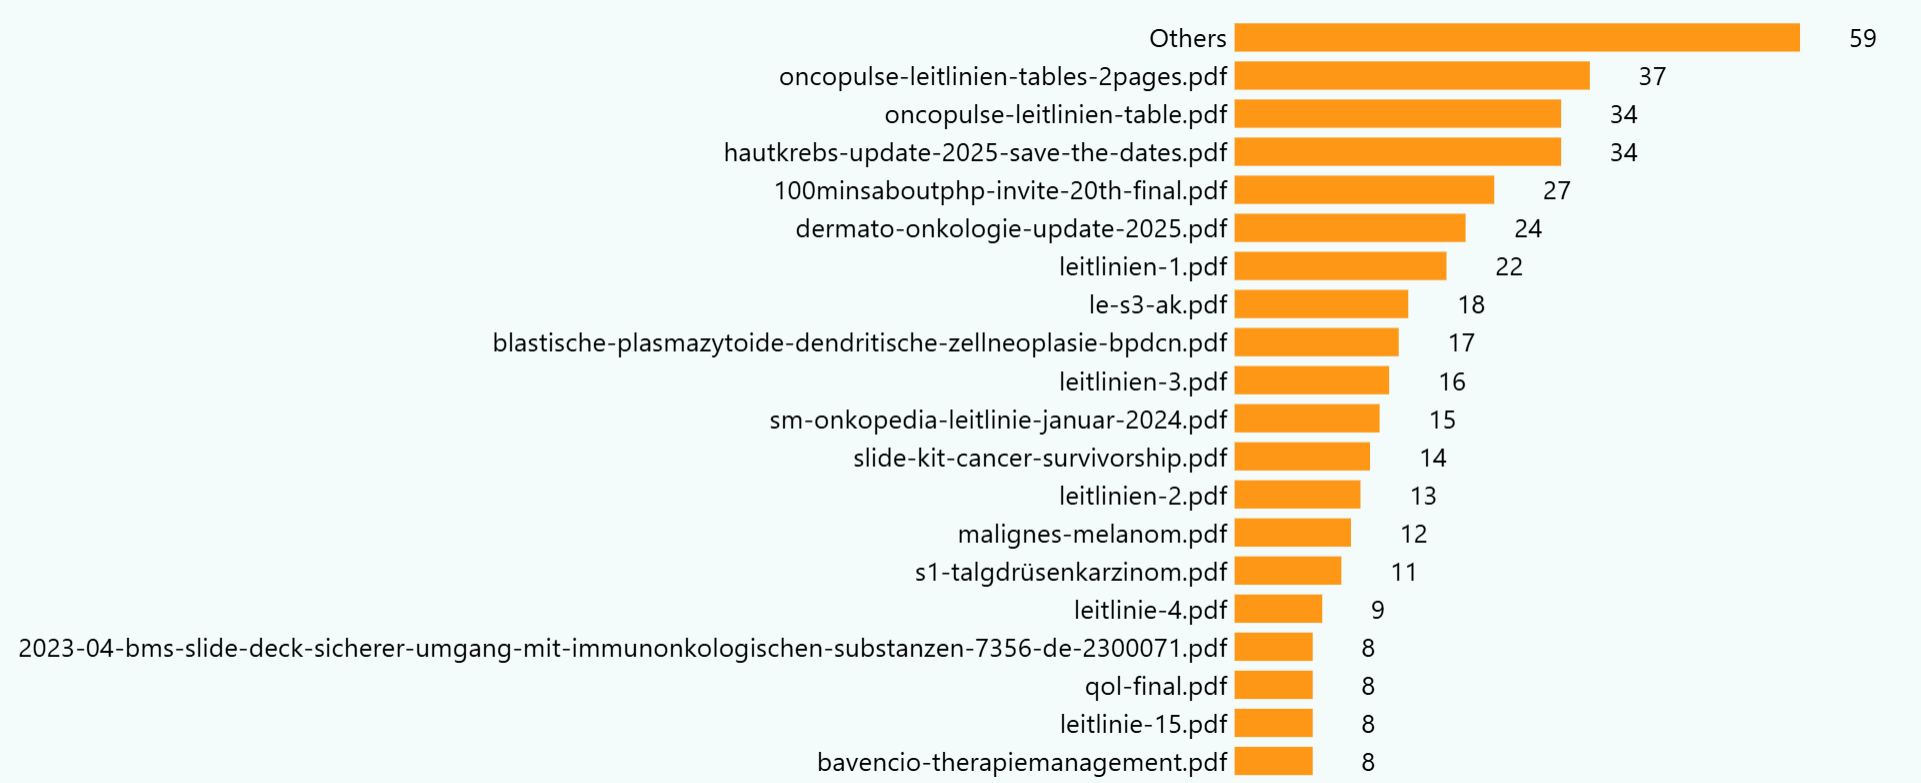 Others 59
oncopulse-leitlinien-tables-2pages.pdf 37
oncopulse-leitlinien-table.pdf 34
hautkrebs-update-2025-save-the-dates.pdf 34
100minsaboutphp-invite-20th-final.pdf 27
dermato-onkologie-update-2025.pdf 24
leitlinien-1.pdf 22
le-s3-ak.pdf 18
blastische-plasmazytoide-dendritische-zellneoplasie-bpdcn.pdf 17
leitlinien-3.pdf 16
sm-onkopedia-leitlinie-januar-2024.pdf 15
slide-kit-cancer-survivorship.pdf 14
leitlinien-2.pdf 13
malignes-melanom.pdf 12
s1-talgdrüsenkarzinom.pdf 11
leitlinie-4.pdf 9
2023-04-bms-slide-deck-sicherer-umgang-mit-immunonkologischen-substanzen-7356-de-2300071.pdf 8
qol-final.pdf 8
leitlinie-15.pdf 8
bavencio-therapiemanagement.pdf 8